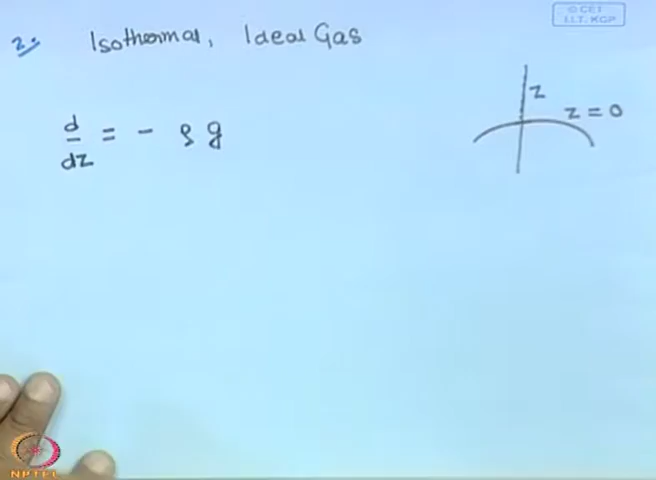 © CET
I.I.T. KGP
2. Isothermal, Ideal Gas
z
z = 0
d/dz = - ρ g
NPTEL